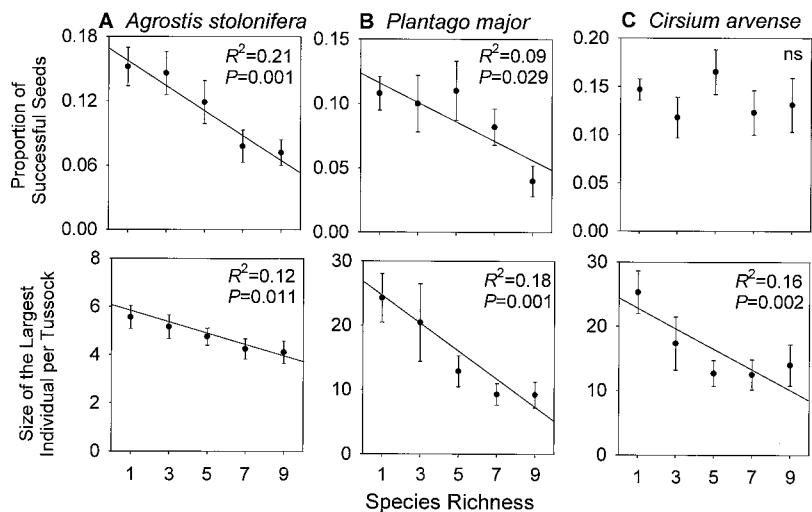 A Agrostis stolonifera
B Plantago major
C Cirsium arvense
Proportion of
Successful Seeds
0.18
0.12
0.06
0.00
R²=0.21
P=0.001
0.15
0.10
0.05
0.00
R²=0.09
P=0.029
0.20
0.15
0.10
0.05
0.00
ns
Size of the Largest
Individual per Tussock
8
6
4
2
0
R²=0.12
P=0.011
30
20
10
0
R²=0.18
P=0.001
30
20
10
0
R²=0.16
P=0.002
1 3 5 7 9
1 3 5 7 9
1 3 5 7 9
Species Richness